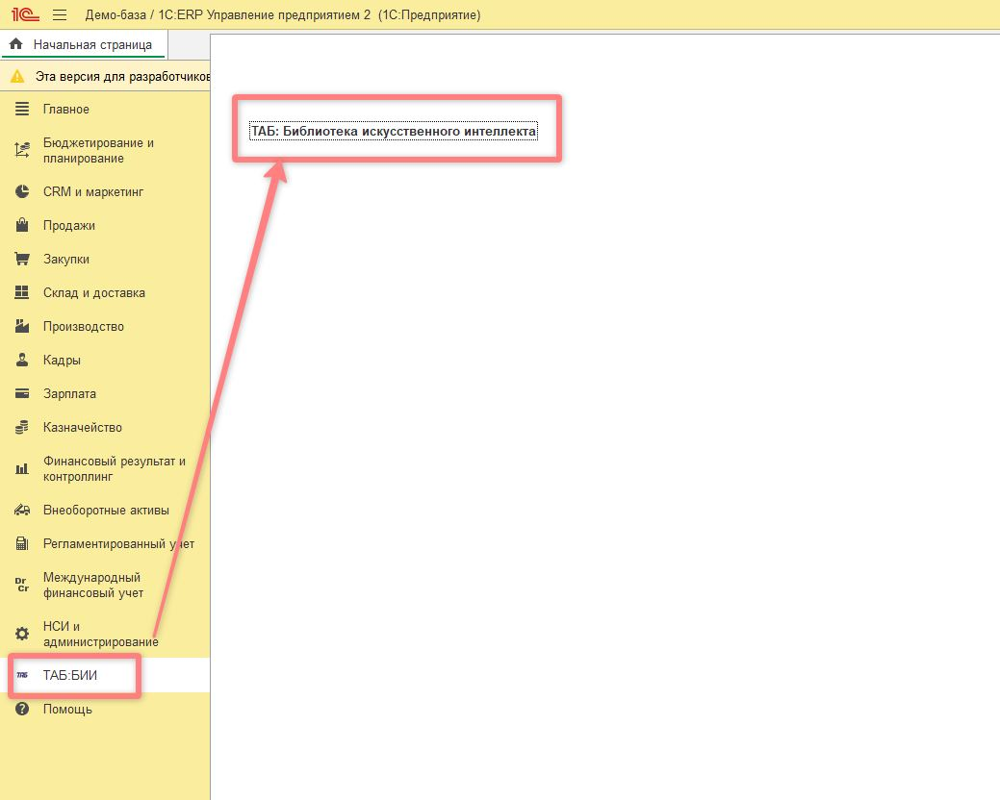 1С Демо-база / 1С:ERP Управление предприятием 2 (1С:Предприятие)
Начальная страница
Эта версия для разработчиков
Главное
Бюджетирование и
планирование
CRM и маркетинг
Продажи
Закупки
Склад и доставка
Производство
Кадры
Зарплата
Казначейство
Финансовый результат и
контроллинг
Внеоборотные активы
Регламентированный учет
Dr
Cr
Международный
финансовый учет
НСИ и
администрирование
ТАБ ТАБ:БИИ
Помощь
ТАБ: Библиотека искусственного интеллекта